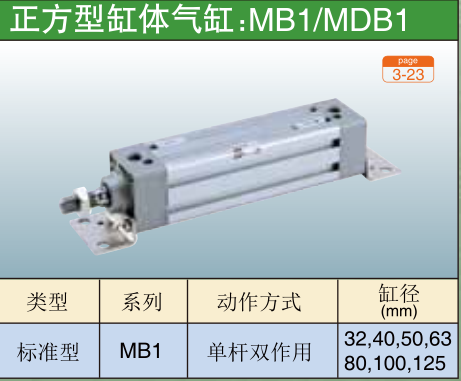 正方型缸体气缸:MB1/MDB1
page
3-23
类型 系列 动作方式 缸径
(mm)
标准型 MB1 单杆双作用 32,40,50,63
80,100,125